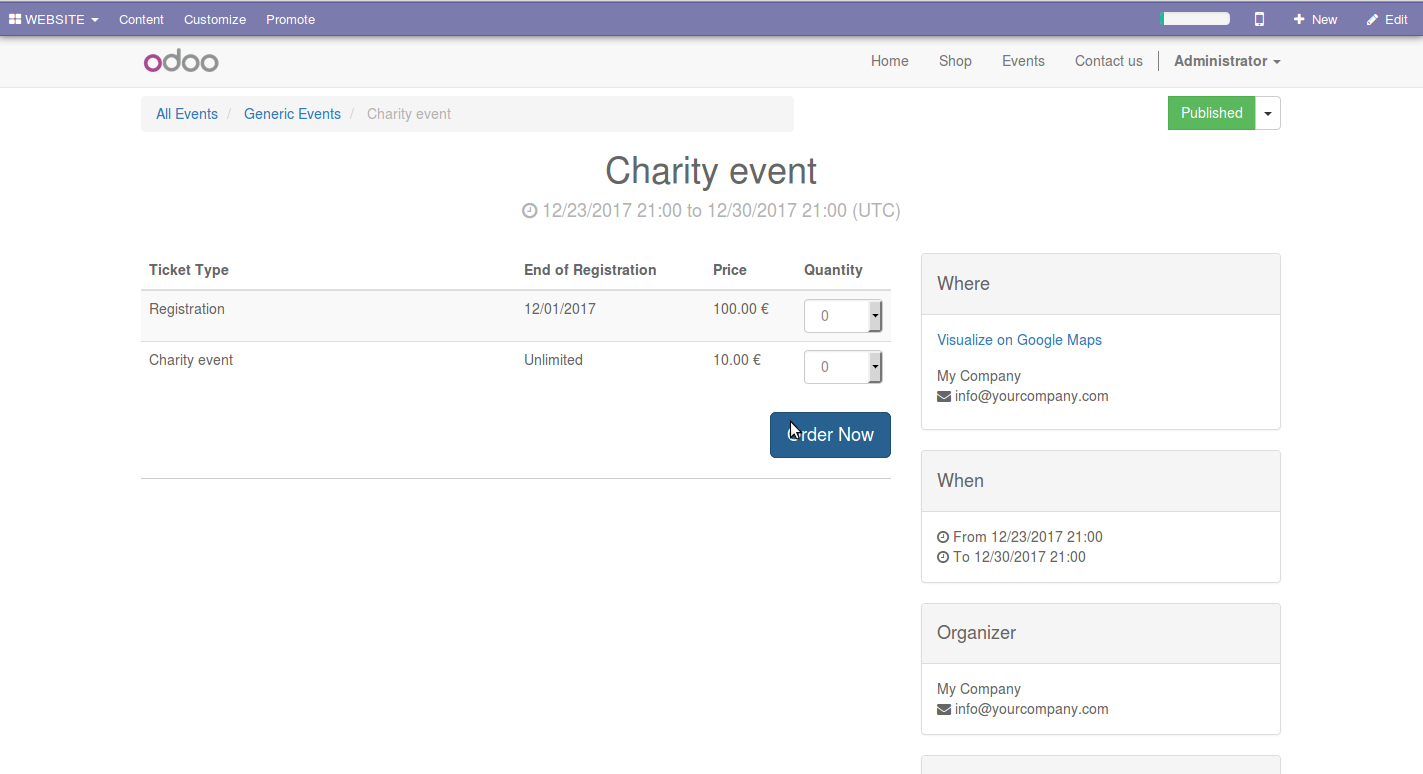 WEBSITE Content Customize Promote New Edit
odoo Home Shop Events Contact us Administrator
All Events / Generic Events / Charity event Published
Charity event
12/23/2017 21:00 to 12/30/2017 21:00 (UTC)
Ticket Type End of Registration Price Quantity
Registration 12/01/2017 100.00 € 0
Charity event Unlimited 10.00 € 0
Order Now
Where
Visualize on Google Maps
My Company
info@yourcompany.com
When
From 12/23/2017 21:00
To 12/30/2017 21:00
Organizer
My Company
info@yourcompany.com